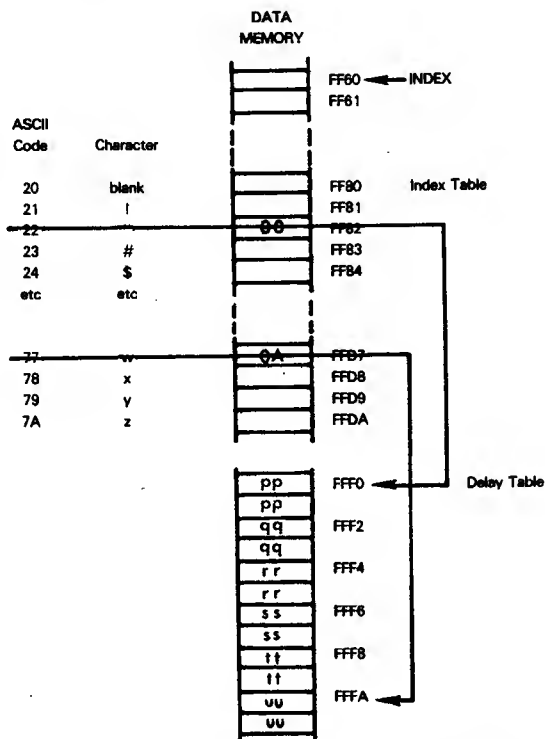 DATA
MEMORY
FF60 INDEX
FF61
ASCII
Code Character
20 blank FF80 Index Table
21 ! FF81
22 00 FF82
23 # FF83
24 $ FF84
etc etc
77 w 0A FFD7
78 x FFD8
79 y FFD9
7A z FFDA
pp FFF0 Delay Table
pp
qq FFF2
qq
rr FFF4
rr
ss FFF6
ss
tt FFF8
tt
uu FFFA
uu